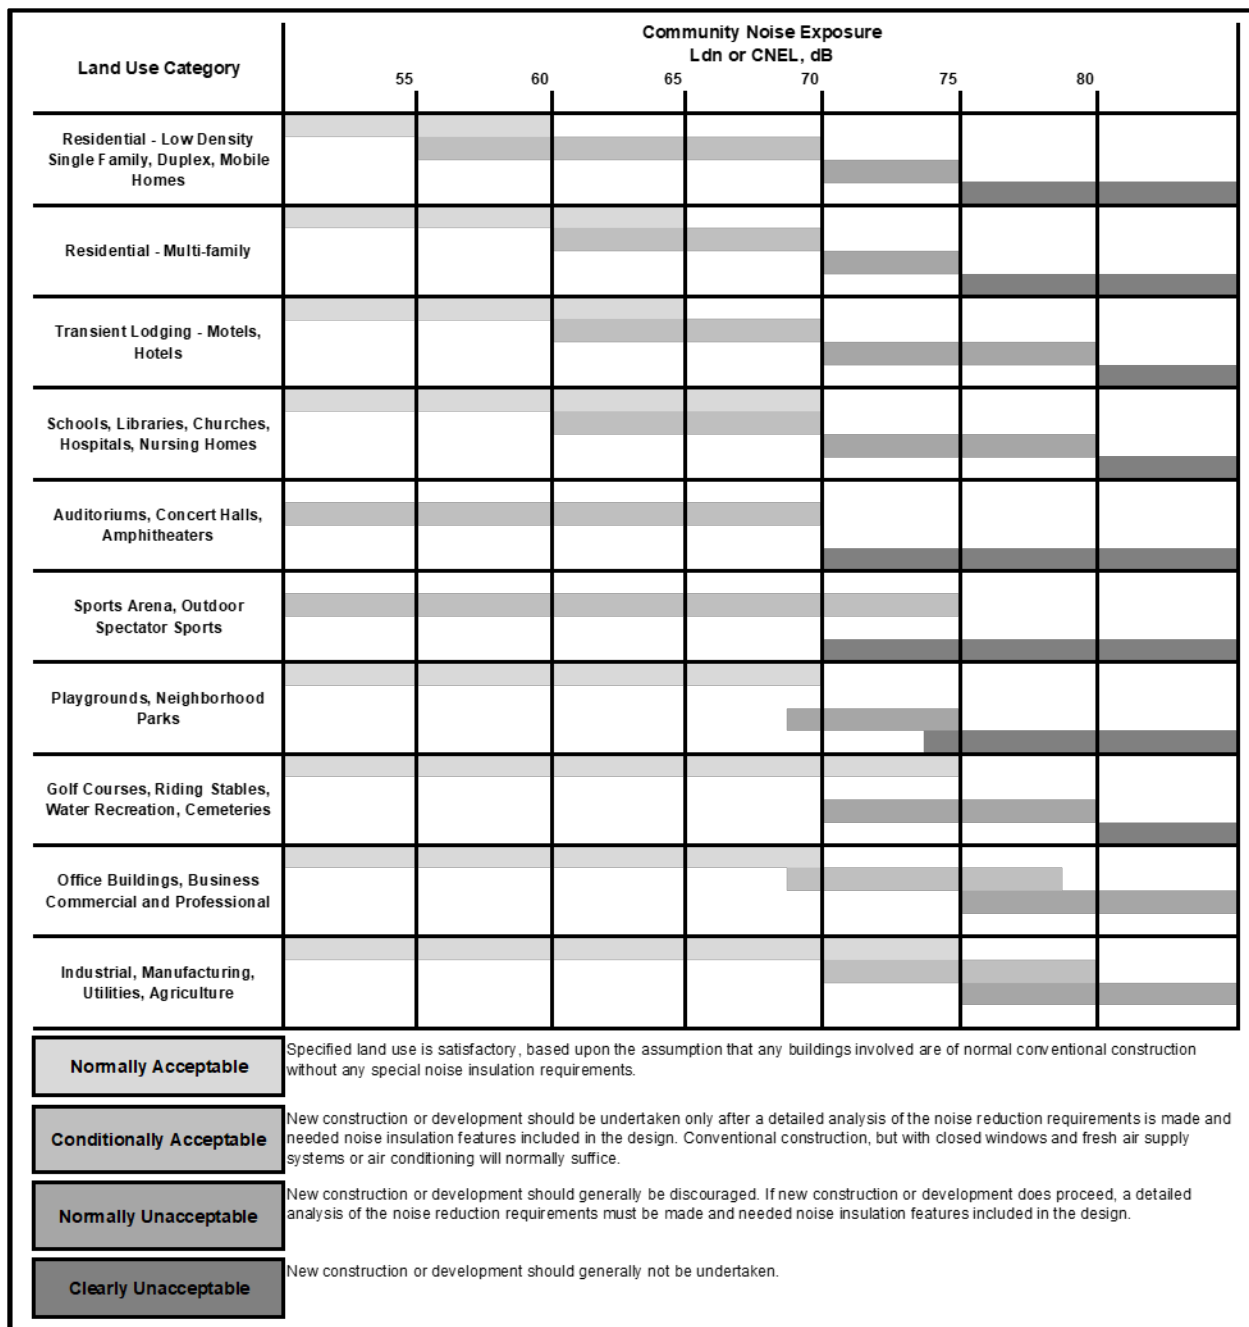 Community Noise Exposure
Ldn or CNEL, dB
Land Use Category
55 60 65 70 75 80
Residential - Low Density
Single Family, Duplex, Mobile
Homes
Residential - Multi-family
Transient Lodging - Motels,
Hotels
Schools, Libraries, Churches,
Hospitals, Nursing Homes
Auditoriums, Concert Halls,
Amphitheaters
Sports Arena, Outdoor
Spectator Sports
Playgrounds, Neighborhood
Parks
Golf Courses, Riding Stables,
Water Recreation, Cemeteries
Office Buildings, Business
Commercial and Professional
Industrial, Manufacturing,
Utilities, Agriculture
Normally Acceptable
Specified land use is satisfactory, based upon the assumption that any buildings involved are of normal conventional construction
without any special noise insulation requirements.
Conditionally Acceptable
New construction or development should be undertaken only after a detailed analysis of the noise reduction requirements is made and
needed noise insulation features included in the design. Conventional construction, but with closed windows and fresh air supply
systems or air conditioning will normally suffice.
Normally Unacceptable
New construction or development should generally be discouraged. If new construction or development does proceed, a detailed
analysis of the noise reduction requirements must be made and needed noise insulation features included in the design.
Clearly Unacceptable
New construction or development should generally not be undertaken.